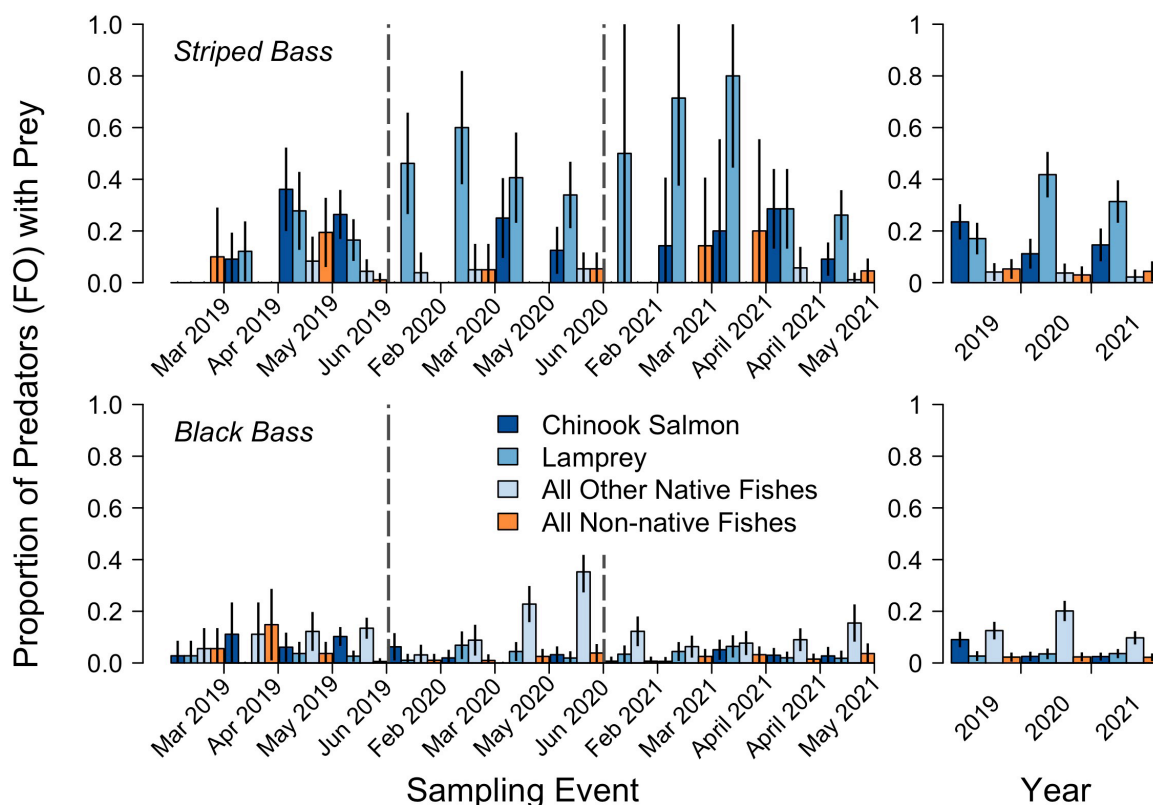 Proportion of Predators (FO) with Prey
Striped Bass
1.0
0.8
0.6
0.4
0.2
0.0
Mar 2019
Apr 2019
May 2019
Jun 2019
Feb 2020
Mar 2020
May 2020
Jun 2020
Feb 2021
Mar 2021
April 2021
April 2021
May 2021
1
0.8
0.6
0.4
0.2
0
2019
2020
2021
Black Bass
1.0
0.8
0.6
0.4
0.2
0.0
Chinook Salmon
Lamprey
All Other Native Fishes
All Non-native Fishes
Mar 2019
Apr 2019
May 2019
Jun 2019
Feb 2020
Mar 2020
May 2020
Jun 2020
Feb 2021
Mar 2021
April 2021
April 2021
May 2021
1
0.8
0.6
0.4
0.2
0
2019
2020
2021
Sampling Event
Year